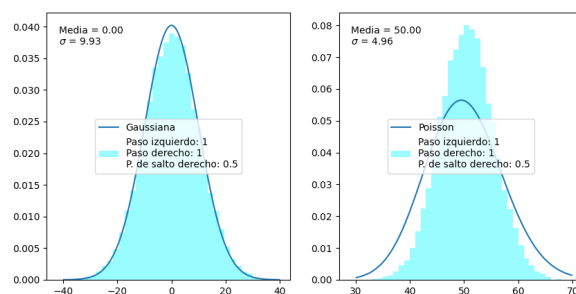 Media = 0.00
σ = 9.93
Gaussiana
Paso izquierdo: 1
Paso derecho: 1
P. de salto derecho: 0.5
0.040
0.035
0.030
0.025
0.020
0.015
0.010
0.005
0.000
−40
−20
0
20
40
Media = 50.00
σ = 4.96
Poisson
Paso izquierdo: 1
Paso derecho: 1
P. de salto derecho: 0.5
0.08
0.07
0.06
0.05
0.04
0.03
0.02
0.01
0.00
30
40
50
60
70